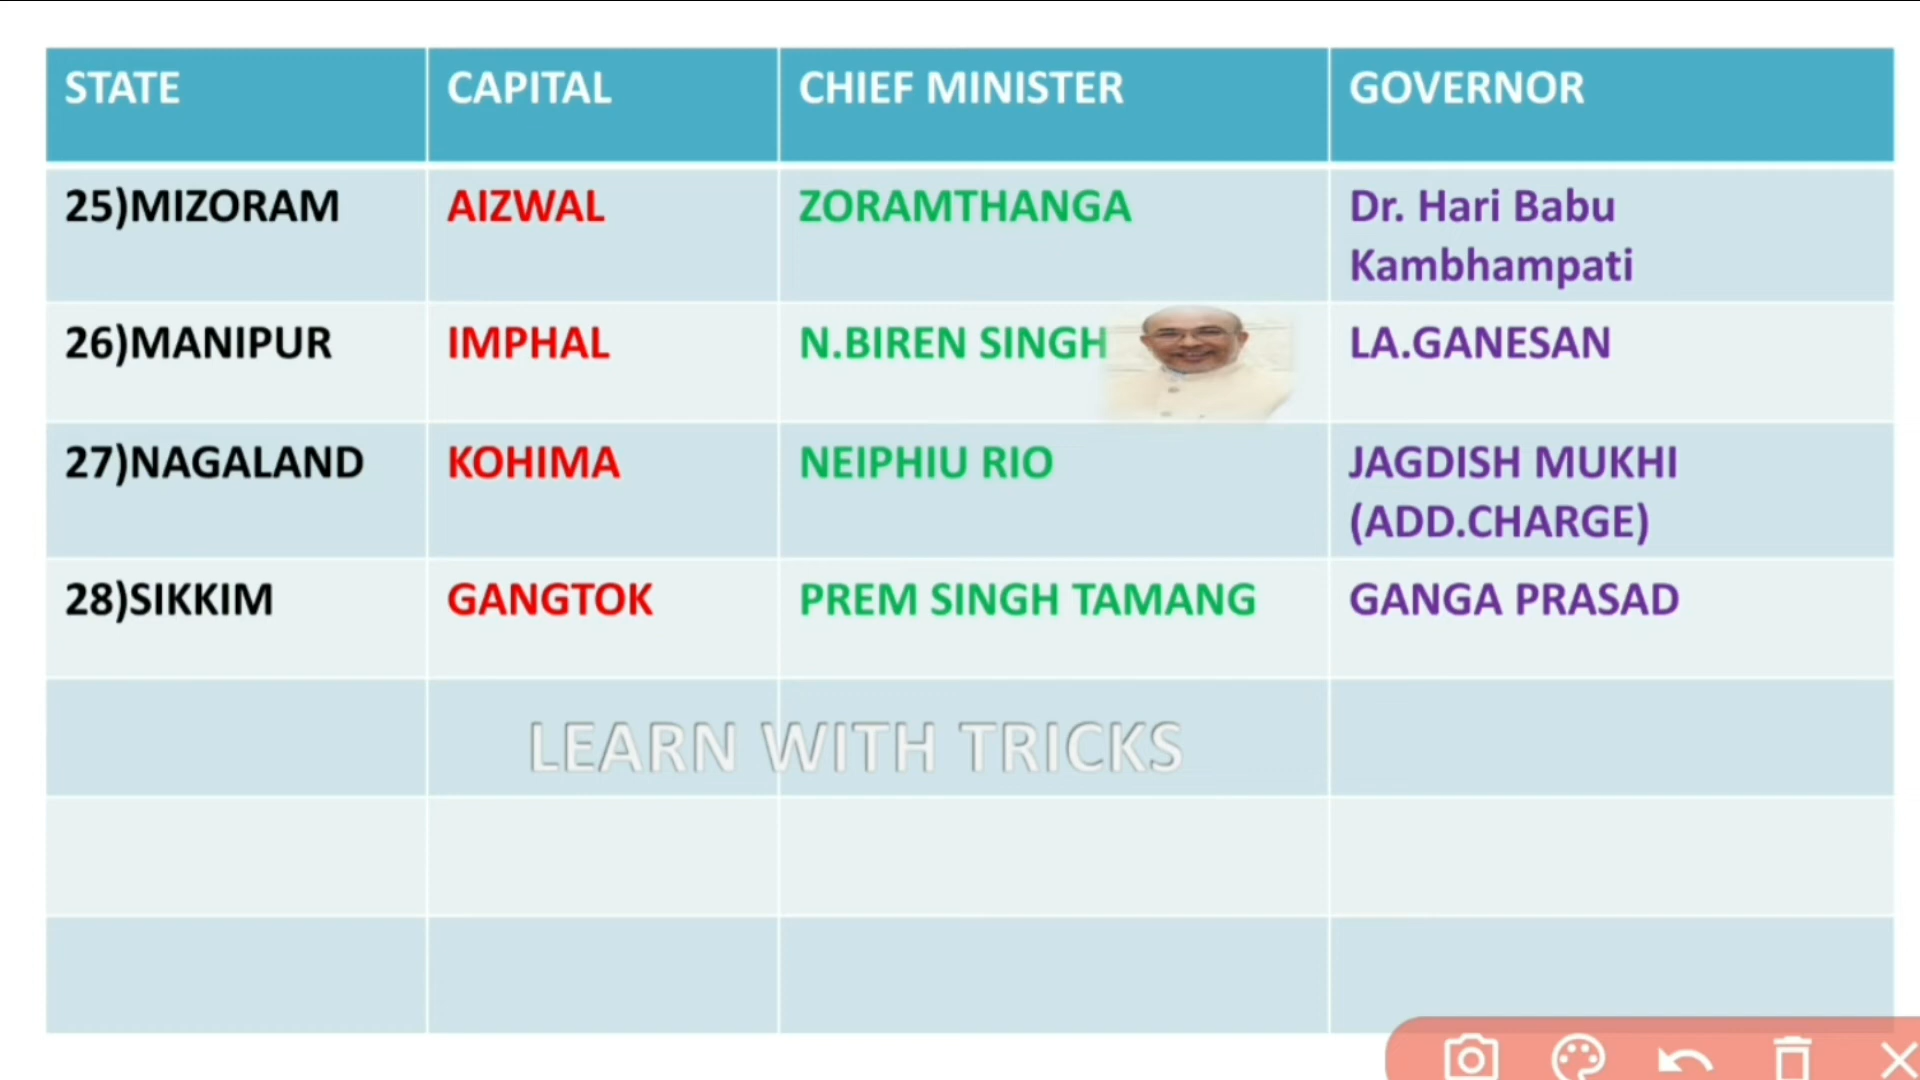 STATE CAPITAL CHIEF MINISTER GOVERNOR
25)MIZORAM AIZWAL ZORAMTHANGA Dr. Hari Babu
Kambhampati
26)MANIPUR IMPHAL N.BIREN SINGH LA.GANESAN
27)NAGALAND KOHIMA NEIPHIU RIO JAGDISH MUKHI
(ADD.CHARGE)
28)SIKKIM GANGTOK PREM SINGH TAMANG GANGA PRASAD
LEARN WITH TRICKS